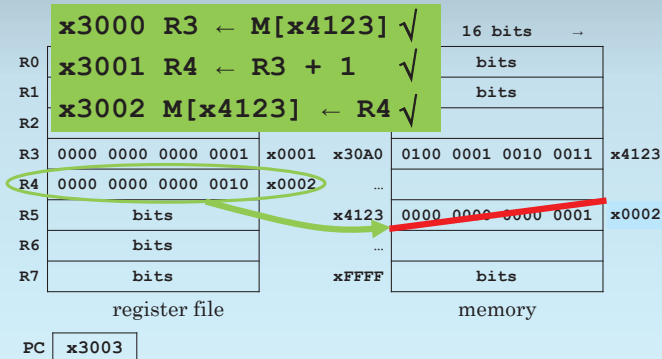 x3000 R3 ← M[x4123] √
x3001 R4 ← R3 + 1 √
x3002 M[x4123] ← R4 √
16 bits →
R0 bits
R1 bits
R2
R3 0000 0000 0000 0001 x0001 x30A0 0100 0001 0010 0011 x4123
R4 0000 0000 0000 0010 x0002 …
R5 bits x4123 0000 0000 0000 0001 x0002
R6 bits …
R7 bits xFFFF bits
register file memory
PC x3003